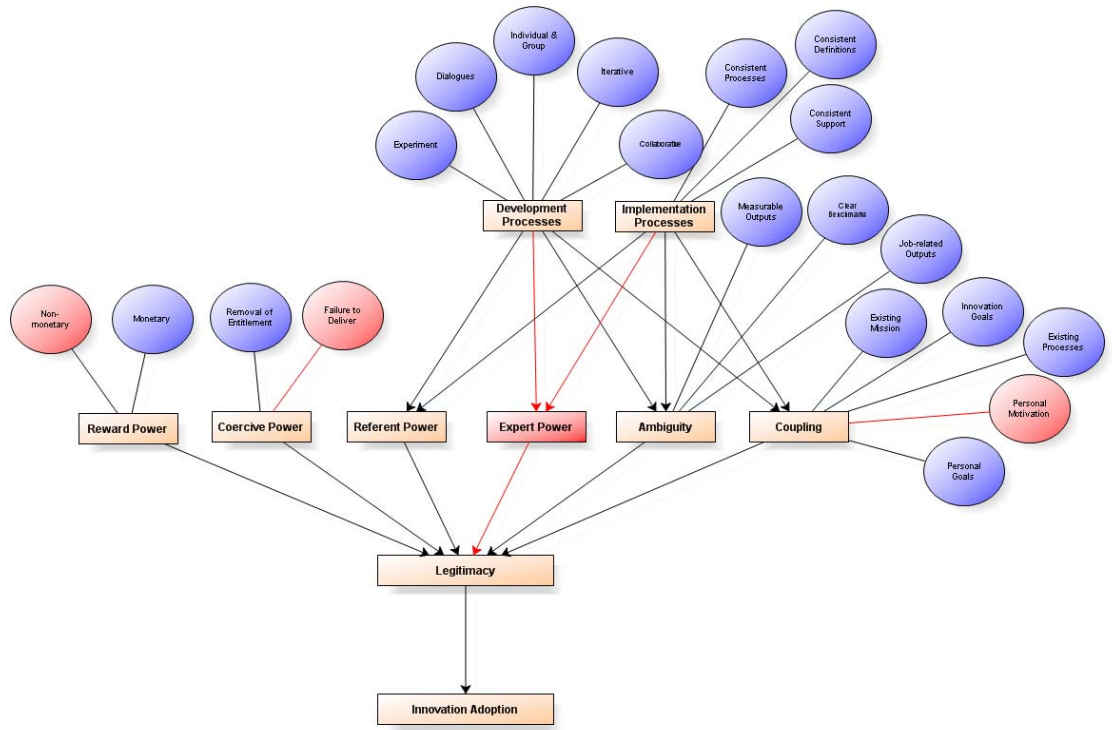 Individual &
Group
Consistent
Definitions
Dialogues
Iterative
Consistent
Processes
Experiment
Collaborative
Consistent
Support
Development
Processes
Implementation
Processes
Measurable
Outputs
Clear
Benchmarks
Job-related
Outputs
Non-
monetary
Monetary
Removal of
Entitlement
Failure to
Deliver
Existing
Mission
Innovation
Goals
Existing
Processes
Personal
Motivation
Reward Power
Coercive Power
Referent Power
Expert Power
Ambiguity
Coupling
Personal
Goals
Legitimacy
Innovation Adoption